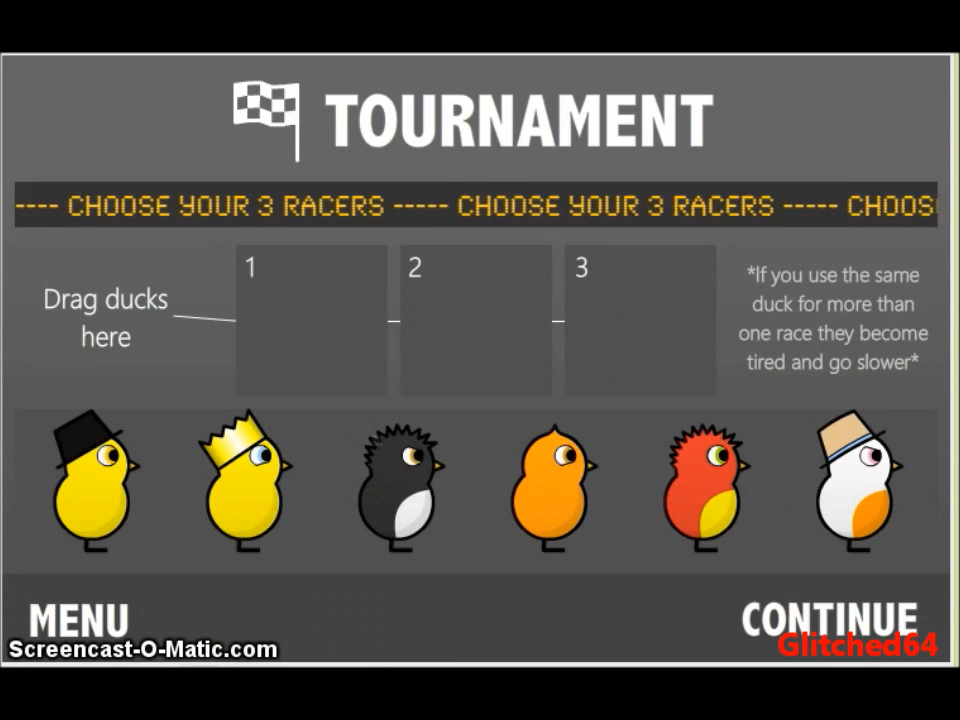 TOURNAMENT
---- CHOOSE YOUR 3 RACERS ----- CHOOSE YOUR 3 RACERS ----- CHOOS
1
2
3
Drag ducks
here
*If you use the same
duck for more than
one race they become
tired and go slower*
MENU
CONTINUE
Screencast-O-Matic.com
Glitched64